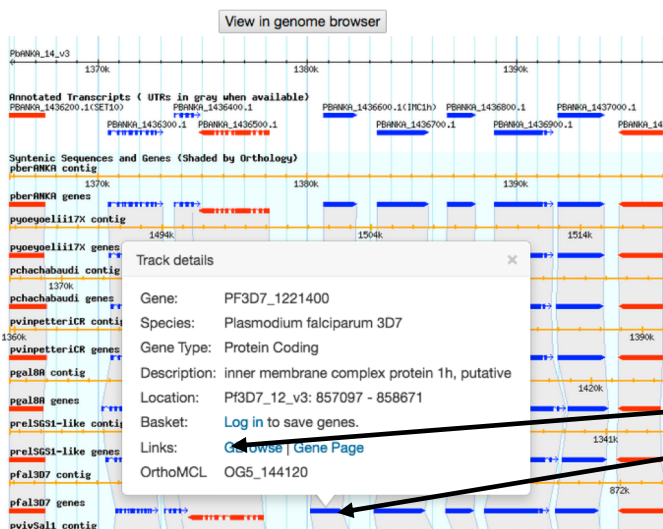 View in genome browser
PbANKA_14_v3
1370k 1380k 1390k
Annotated Transcripts ( UTRs in gray when available)
PBANKA_1436200.1(SET10) PBANKA_1436400.1 PBANKA_1436600.1(IMC1h) PBANKA_1436800.1 PBANKA_1437000.1
PBANKA_1436300.1 PBANKA_1436500.1 PBANKA_1436700.1 PBANKA_1436900.1 PBANKA_14
Syntenic Sequences and Genes (Shaded by Orthology)
pberANKA contig
1370k 1380k 1390k
pberANKA genes
pyoeyoelii17X contig
1494k 1504k 1514k
pyoeyoelii17X genes
pchachabaudi contig
1370k
pchachabaudi genes
pvinpetteriCR contig
1360k 1390k
pvinpetteriCR genes
pgal8A contig
1420k
pgal8A genes
prelSGS1-like contig
1341k
prelSGS1-like genes
pfal3D7 contig
872k
pfal3D7 genes
pvivSal1 contig
Track details ×
Gene: PF3D7_1221400
Species: Plasmodium falciparum 3D7
Gene Type: Protein Coding
Description: inner membrane complex protein 1h, putative
Location: Pf3D7_12_v3: 857097 - 858671
Basket: Log in to save genes.
Links: GBrowse | Gene Page
OrthoMCL OG5_144120